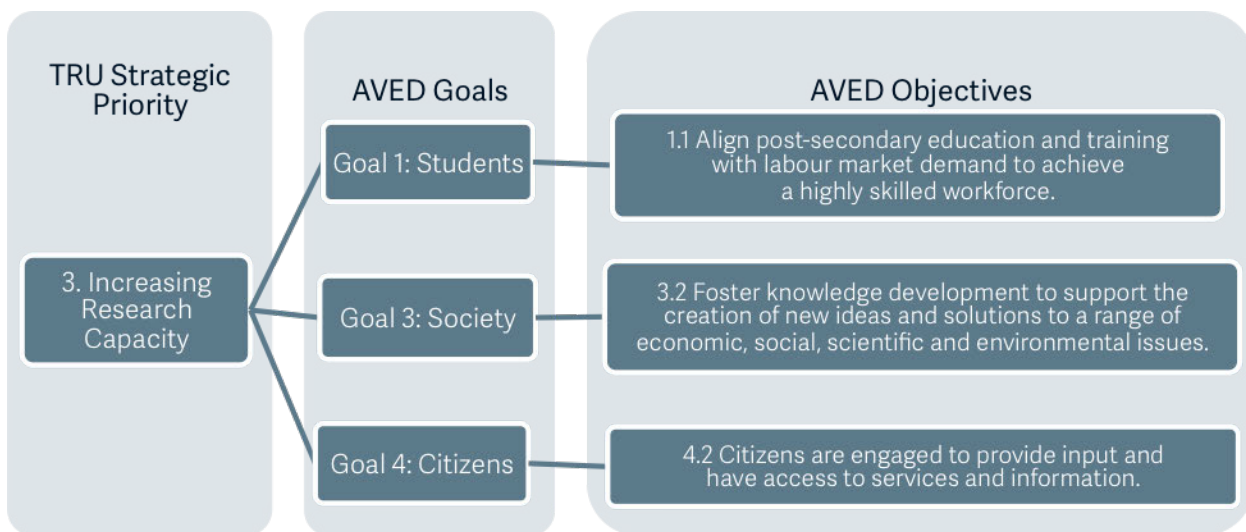 TRU Strategic
Priority
AVED Goals
AVED Objectives
3. Increasing
Research
Capacity
Goal 1: Students
1.1 Align post-secondary education and training
with labour market demand to achieve
a highly skilled workforce.
Goal 3: Society
3.2 Foster knowledge development to support the
creation of new ideas and solutions to a range of
economic, social, scientific and environmental issues.
Goal 4: Citizens
4.2 Citizens are engaged to provide input and
have access to services and information.